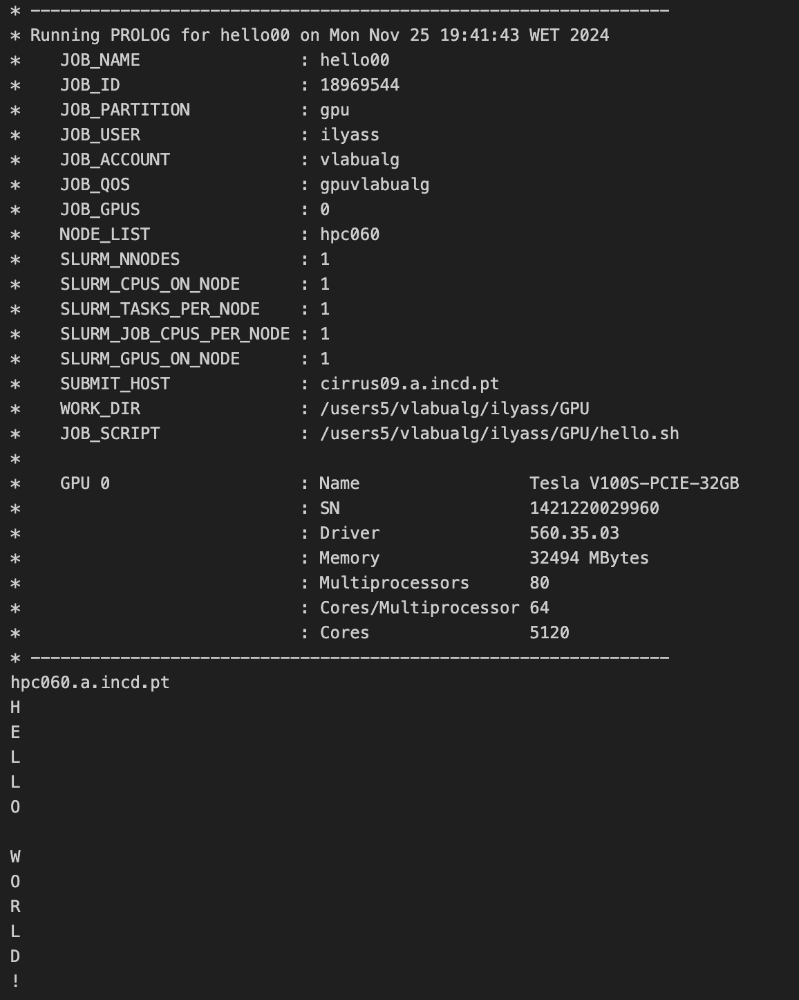 * ----------------------------------------------------------------
* Running PROLOG for hello00 on Mon Nov 25 19:41:43 WET 2024
*    JOB_NAME                : hello00
*    JOB_ID                  : 18969544
*    JOB_PARTITION           : gpu
*    JOB_USER                : ilyass
*    JOB_ACCOUNT             : vlabualg
*    JOB_QOS                 : gpuvlabualg
*    JOB_GPUS                : 0
*    NODE_LIST               : hpc060
*    SLURM_NNODES            : 1
*    SLURM_CPUS_ON_NODE      : 1
*    SLURM_TASKS_PER_NODE    : 1
*    SLURM_JOB_CPUS_PER_NODE : 1
*    SLURM_GPUS_ON_NODE      : 1
*    SUBMIT_HOST             : cirrus09.a.incd.pt
*    WORK_DIR                : /users5/vlabualg/ilyass/GPU
*    JOB_SCRIPT              : /users5/vlabualg/ilyass/GPU/hello.sh
*
*    GPU 0                   : Name                 Tesla V100S-PCIE-32GB
*                            : SN                   1421220029960
*                            : Driver               560.35.03
*                            : Memory               32494 MBytes
*                            : Multiprocessors      80
*                            : Cores/Multiprocessor 64
*                            : Cores                5120
* ----------------------------------------------------------------
hpc060.a.incd.pt
H
E
L
L
O

W
O
R
L
D
!